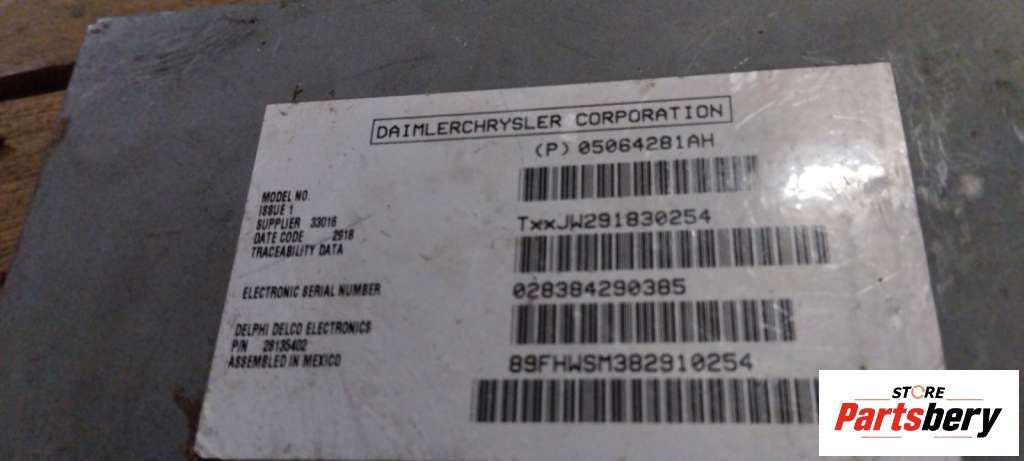 DAIMLERCHRYSLER CORPORATION
(P) 05064281AH
MODEL NO.
ISSUE 1
SUPPLIER 33016
DATE CODE 2918
TRACEABILITY DATA
TxxJW291830254
ELECTRONIC SERIAL NUMBER
028384290385
DELPHI DELCO ELECTRONICS
P/N 28135402
ASSEMBLED IN MEXICO
89FHWSM382910254
STORE
Partsbery